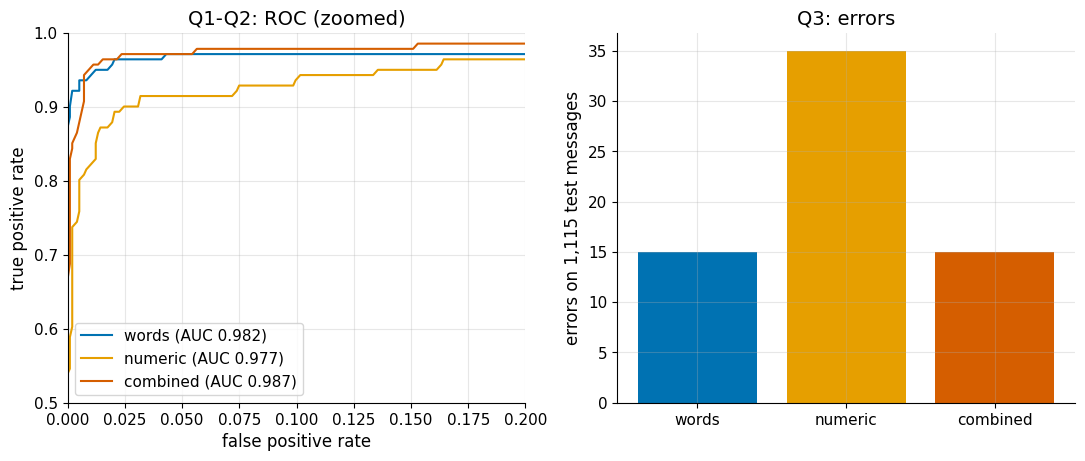 Q1-Q2: ROC (zoomed)
true positive rate
1.0
0.9
0.8
0.7
0.6
0.5
words (AUC 0.982)
numeric (AUC 0.977)
combined (AUC 0.987)
0.000 0.025 0.050 0.075 0.100 0.125 0.150 0.175 0.200
false positive rate
Q3: errors
errors on 1,115 test messages
35
30
25
20
15
10
5
0
words numeric combined